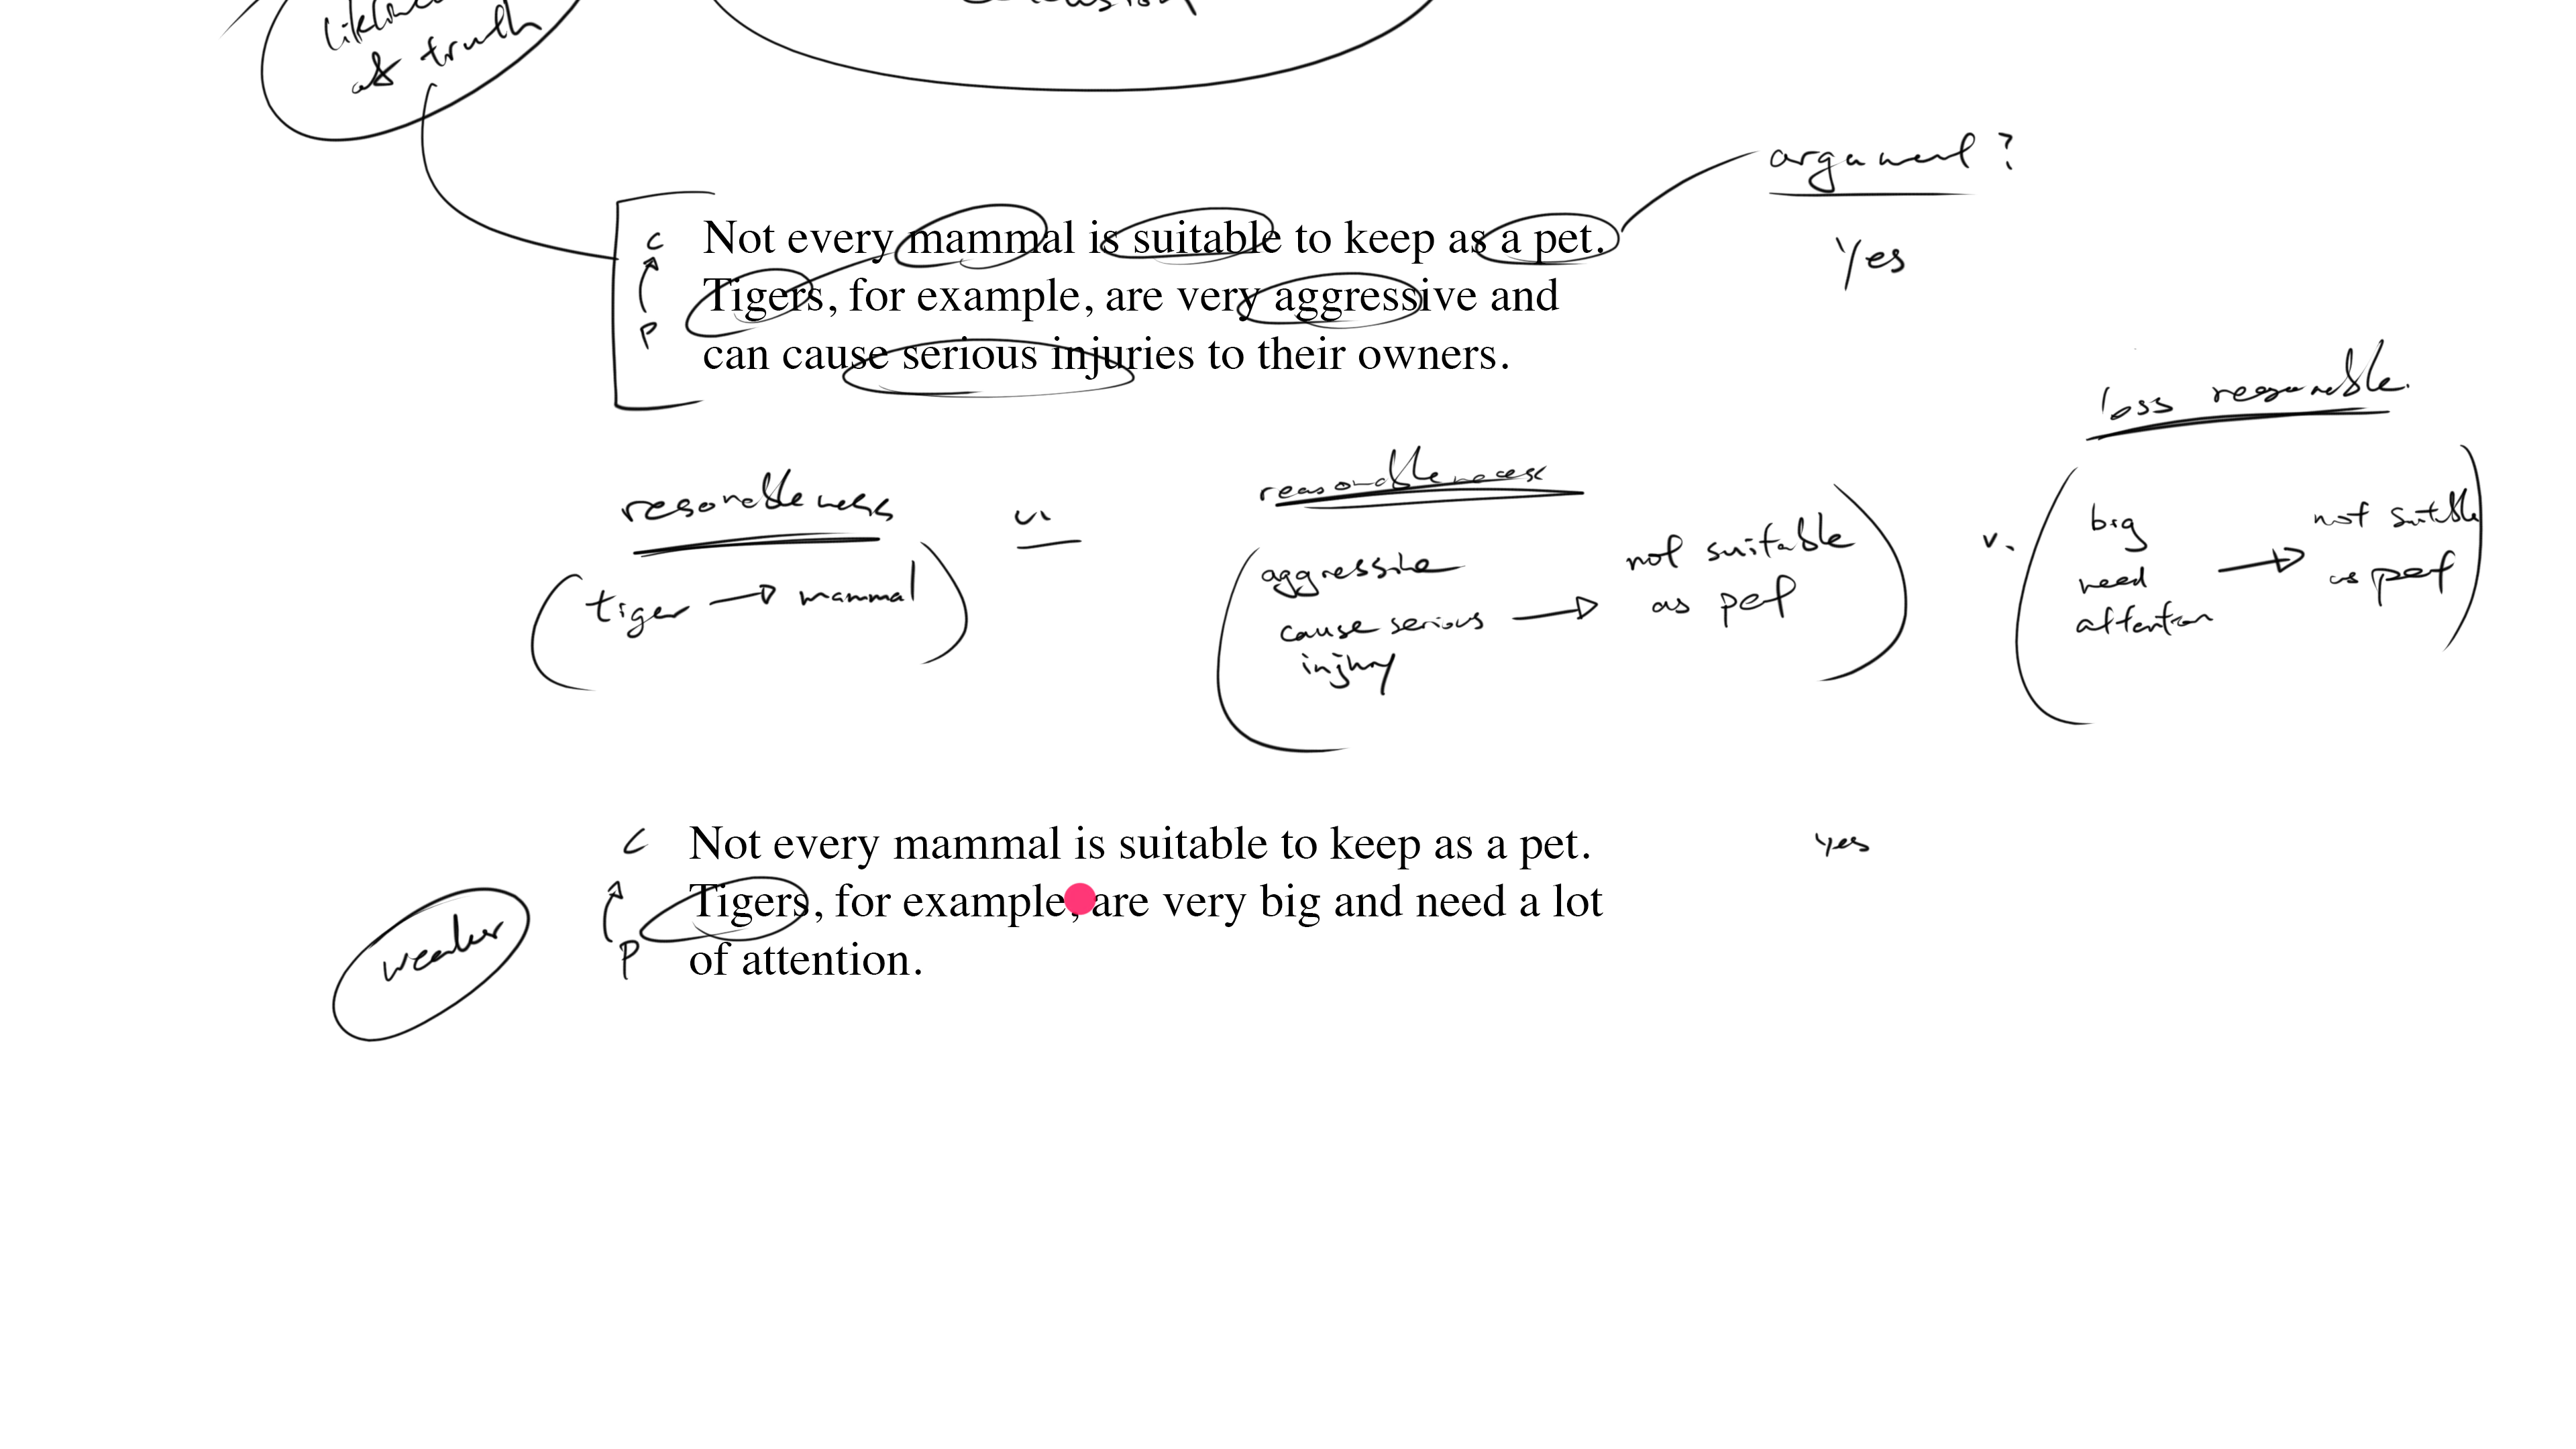 of truth
argument ?
Yes
C Not every mammal is suitable to keep as a pet.
Tigers, for example, are very aggressive and
P can cause serious injuries to their owners.
less reasonable.
resonableness
v.
reasonableness
tiger → mammal
aggressive
cause serious
injury
→ not suitable
as pet
v.
big
need
attention
→ not suitable
as pet
C Not every mammal is suitable to keep as a pet.
yes
Tigers, for example, are very big and need a lot
P of attention.
weaker